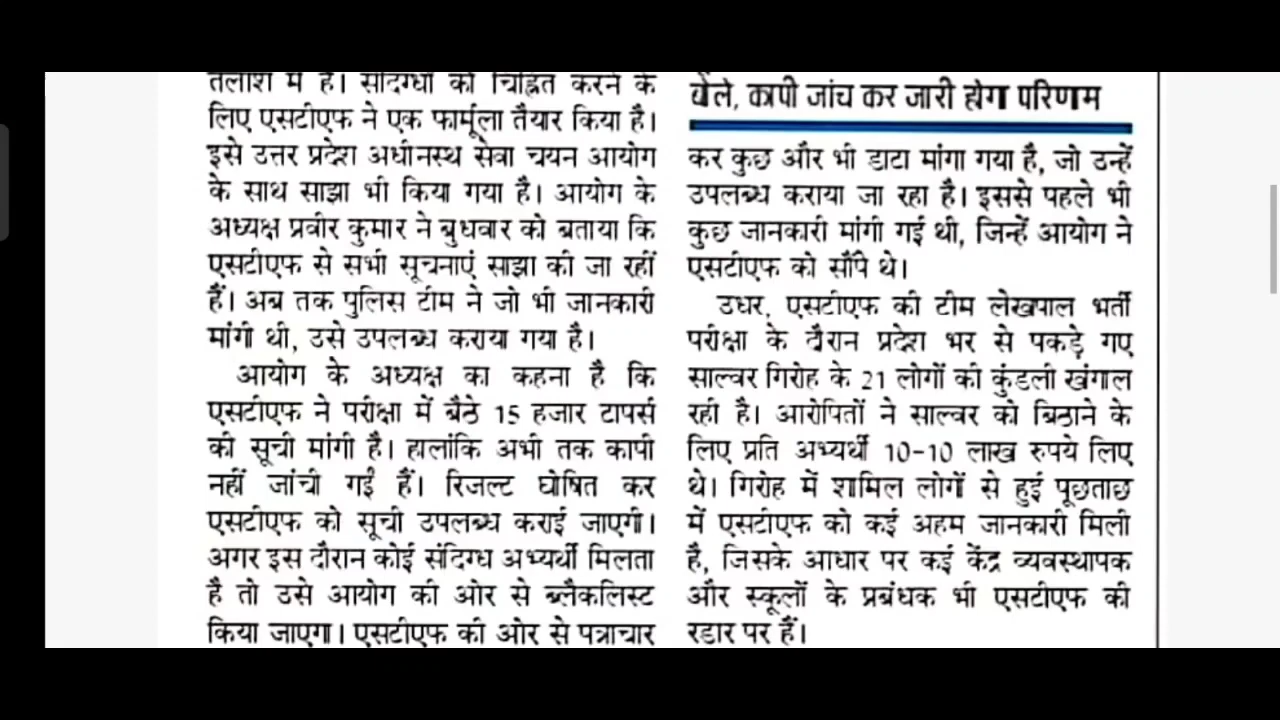 तलाश में है। संदिग्धों को चिह्नित करने के
लिए एसटीएफ ने एक फार्मूला तैयार किया है।
इसे उत्तर प्रदेश अधीनस्थ सेवा चयन आयोग
के साथ साझा भी किया गया है। आयोग के
अध्यक्ष प्रवीर कुमार ने बुधवार को बताया कि
एसटीएफ से सभी सूचनाएं साझा की जा रहीं
हैं। अब तक पुलिस टीम ने जो भी जानकारी
मांगी थी, उसे उपलब्ध कराया गया है।
आयोग के अध्यक्ष का कहना है कि
एसटीएफ ने परीक्षा में बैठे 15 हजार टापर्स
की सूची मांगी है। हालांकि अभी तक कापी
नहीं जांची गईं हैं। रिजल्ट घोषित कर
एसटीएफ को सूची उपलब्ध कराई जाएगी।
अगर इस दौरान कोई संदिग्ध अभ्यर्थी मिलता
है तो उसे आयोग की ओर से ब्लैकलिस्ट
किया जाएगा। एसटीएफ की ओर से पत्राचार
बोले, कापी जांच कर जारी होगा परिणाम
कर कुछ और भी डाटा मांगा गया है, जो उन्हें
उपलब्ध कराया जा रहा है। इससे पहले भी
कुछ जानकारी मांगी गई थी, जिन्हें आयोग ने
एसटीएफ को सौंपे थे।
उधर, एसटीएफ की टीम लेखपाल भर्ती
परीक्षा के दौरान प्रदेश भर से पकड़े गए
साल्वर गिरोह के 21 लोगों की कुंडली खंगाल
रही है। आरोपितों ने साल्वर को बिठाने के
लिए प्रति अभ्यर्थी 10-10 लाख रुपये लिए
थे। गिरोह में शामिल लोगों से हुई पूछताछ
में एसटीएफ को कई अहम जानकारी मिली
है, जिसके आधार पर कई केंद्र व्यवस्थापक
और स्कूलों के प्रबंधक भी एसटीएफ की
रडार पर हैं।